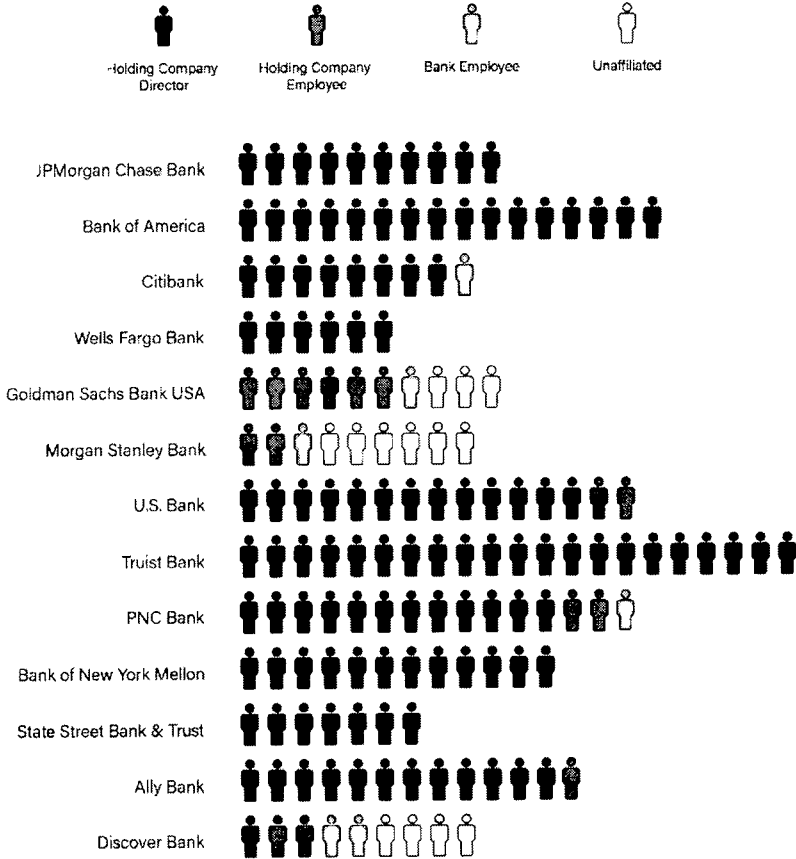 Holding Company
Director
Holding Company
Employee
Bank Employee
Unaffiliated
JPMorgan Chase Bank
Bank of America
Citibank
Wells Fargo Bank
Goldman Sachs Bank USA
Morgan Stanley Bank
U.S. Bank
Truist Bank
PNC Bank
Bank of New York Mellon
State Street Bank & Trust
Ally Bank
Discover Bank